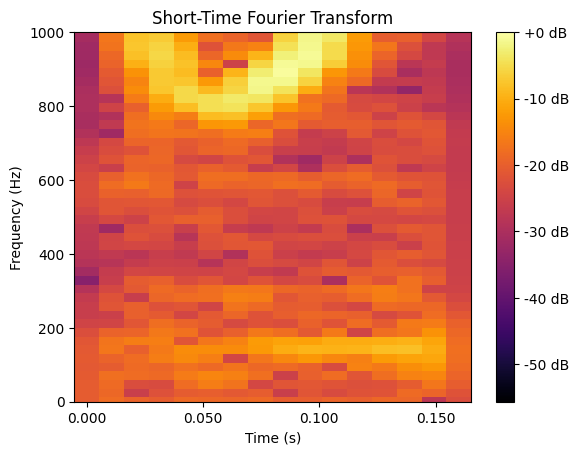 Short-Time Fourier Transform
1000
800
600
400
200
0
Frequency (Hz)
0.000
0.050
0.100
0.150
Time (s)
+0 dB
-10 dB
-20 dB
-30 dB
-40 dB
-50 dB